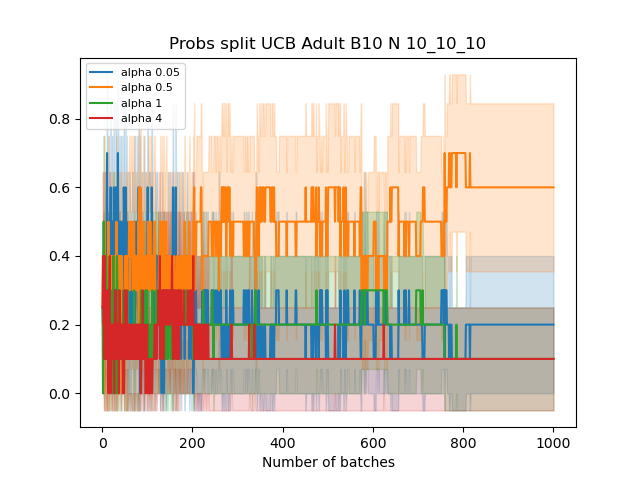 Probs split UCB Adult B10 N 10_10_10
alpha 0.05
alpha 0.5
alpha 1
alpha 4
0.8
0.6
0.4
0.2
0.0
0 200 400 600 800 1000
Number of batches